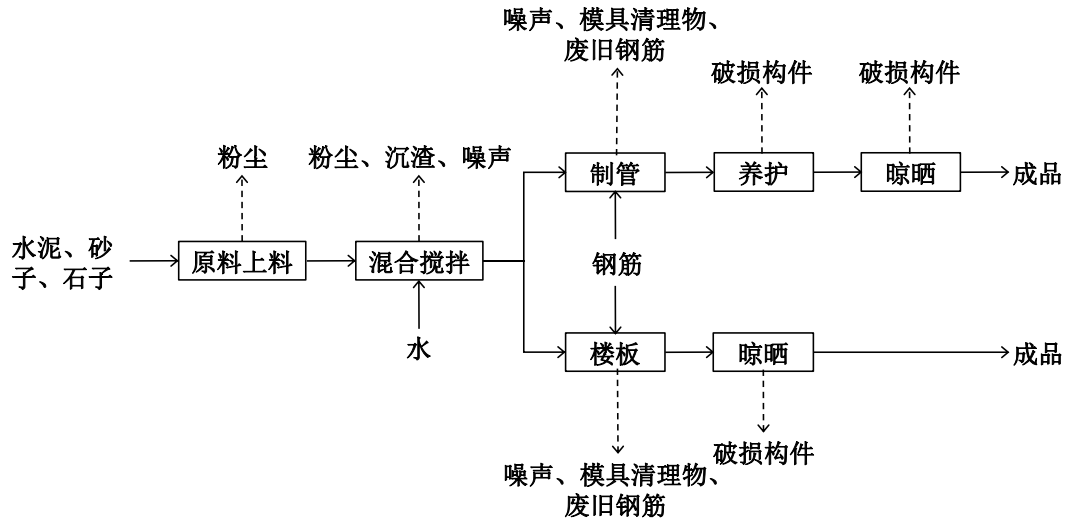 噪声、模具清理物、
废旧钢筋
破损构件
破损构件
粉尘
粉尘、沉渣、噪声
制管
养护
晾晒
成品
水泥、砂
子、石子
原料上料
混合搅拌
钢筋
水
楼板
晾晒
成品
破损构件
噪声、模具清理物、
废旧钢筋